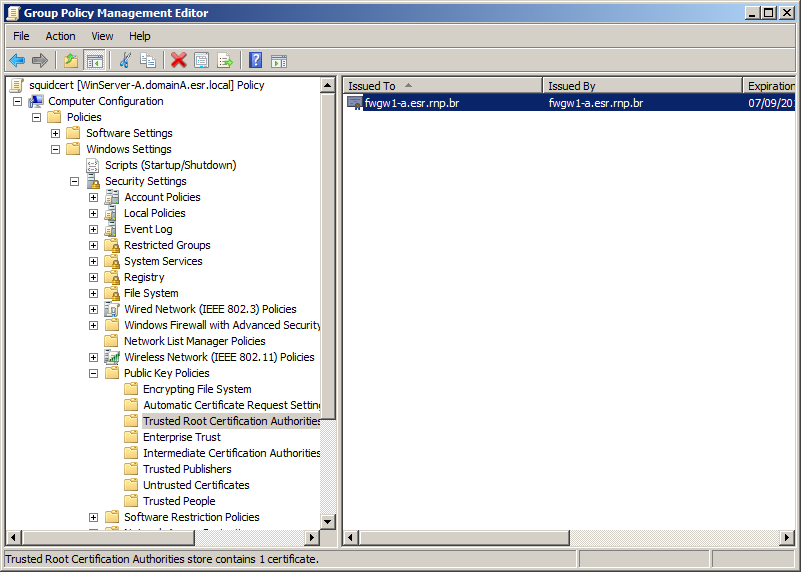 Group Policy Management Editor
File Action View Help
squidcert [WinServer-A.domainA.esr.local] Policy
Computer Configuration
Policies
Software Settings
Windows Settings
Scripts (Startup/Shutdown)
Security Settings
Account Policies
Local Policies
Event Log
Restricted Groups
System Services
Registry
File System
Wired Network (IEEE 802.3) Policies
Windows Firewall with Advanced Security
Network List Manager Policies
Wireless Network (IEEE 802.11) Policies
Public Key Policies
Encrypting File System
Automatic Certificate Request Setting
Trusted Root Certification Authorities
Enterprise Trust
Intermediate Certification Authorities
Trusted Publishers
Untrusted Certificates
Trusted People
Software Restriction Policies
Issued To Issued By Expiration
fwgw1-a.esr.rnp.br fwgw1-a.esr.rnp.br 07/09/20
Trusted Root Certification Authorities store contains 1 certificate.